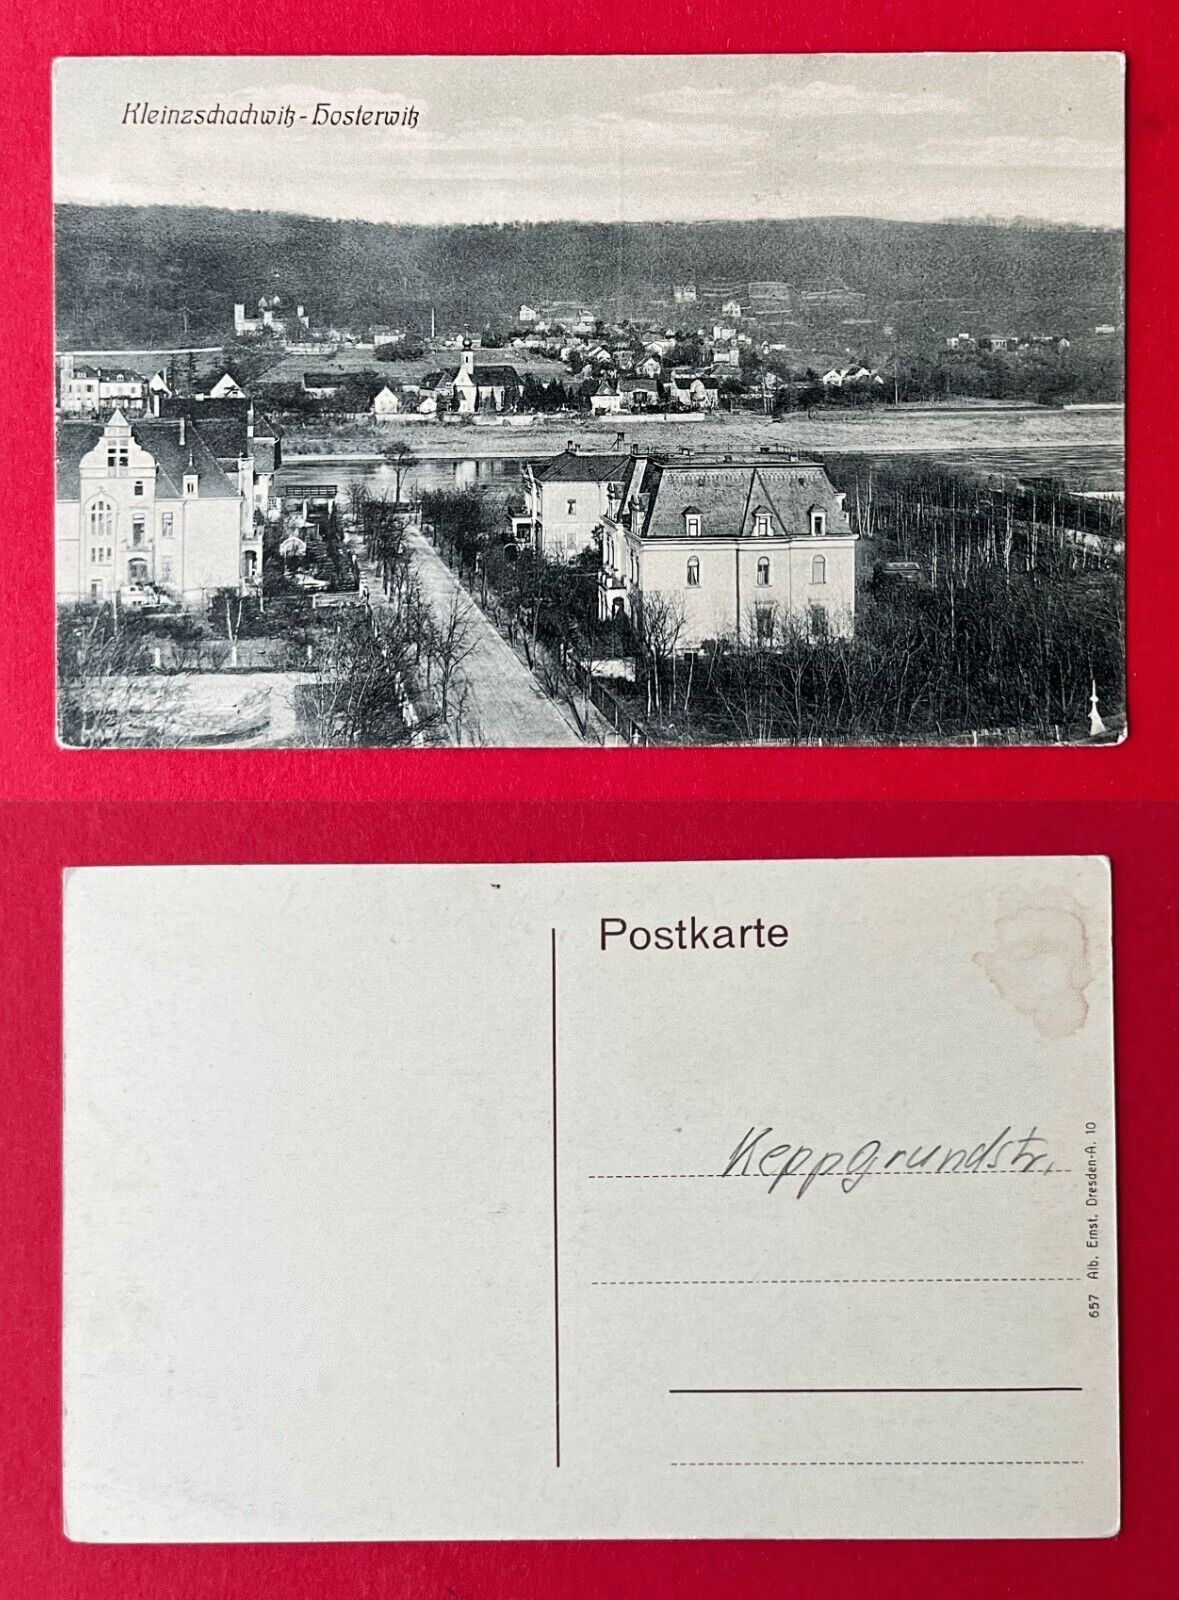 Kleinzschachwitz-Hosterwitz
Postkarte
Keppgrundstr.
657 Alb. Ernst, Dresden-A. 10